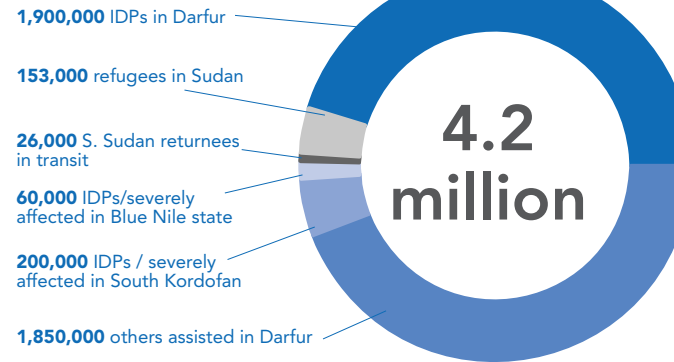 1,900,000 IDPs in Darfur
153,000 refugees in Sudan
26,000 S. Sudan returnees
in transit
60,000 IDPs/severely
affected in Blue Nile state
200,000 IDPs / severely
affected in South Kordofan
1,850,000 others assisted in Darfur
4.2
million